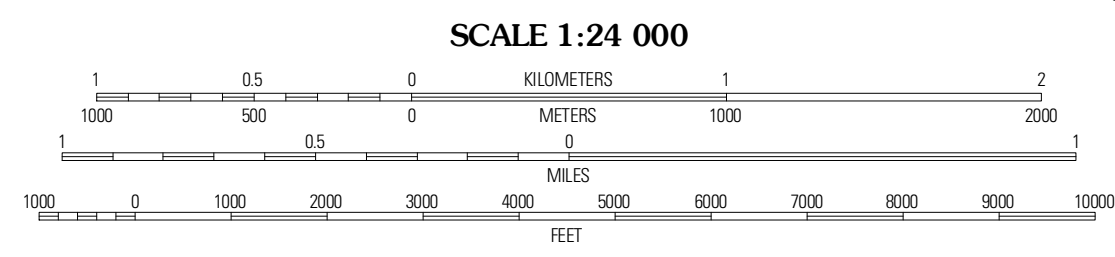 SCALE 1:24 000
1 0.5 0 KILOMETERS 1 2
1000 500 0 METERS 1000 2000
1 0.5 0 1
MILES
1000 0 1000 2000 3000 4000 5000 6000 7000 8000 9000 10000
FEET